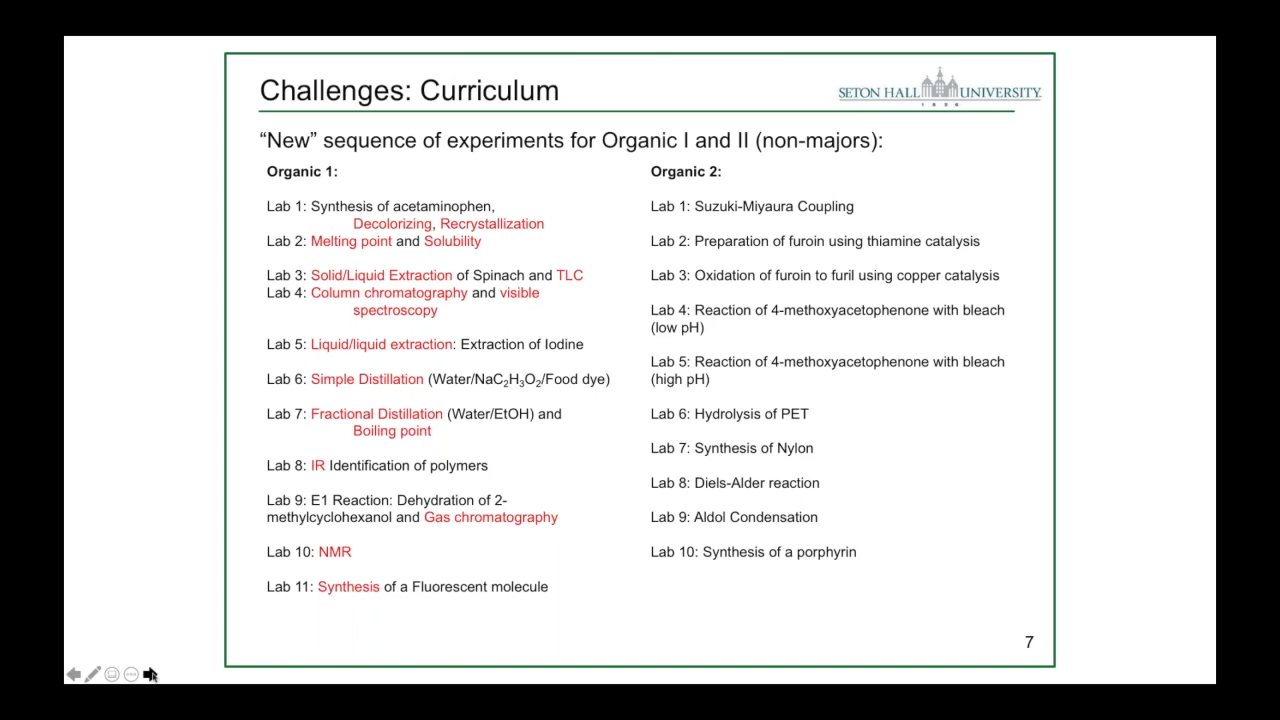 Challenges: Curriculum
SETON HALL UNIVERSITY
1 8 5 6
“New” sequence of experiments for Organic I and II (non-majors):
Organic 1:
Lab 1: Synthesis of acetaminophen,
Decolorizing, Recrystallization
Lab 2: Melting point and Solubility
Lab 3: Solid/Liquid Extraction of Spinach and TLC
Lab 4: Column chromatography and visible
spectroscopy
Lab 5: Liquid/liquid extraction: Extraction of Iodine
Lab 6: Simple Distillation (Water/NaC₂H₃O₂/Food dye)
Lab 7: Fractional Distillation (Water/EtOH) and
Boiling point
Lab 8: IR Identification of polymers
Lab 9: E1 Reaction: Dehydration of 2-
methylcyclohexanol and Gas chromatography
Lab 10: NMR
Lab 11: Synthesis of a Fluorescent molecule
Organic 2:
Lab 1: Suzuki-Miyaura Coupling
Lab 2: Preparation of furoin using thiamine catalysis
Lab 3: Oxidation of furoin to furil using copper catalysis
Lab 4: Reaction of 4-methoxyacetophenone with bleach
(low pH)
Lab 5: Reaction of 4-methoxyacetophenone with bleach
(high pH)
Lab 6: Hydrolysis of PET
Lab 7: Synthesis of Nylon
Lab 8: Diels-Alder reaction
Lab 9: Aldol Condensation
Lab 10: Synthesis of a porphyrin
7